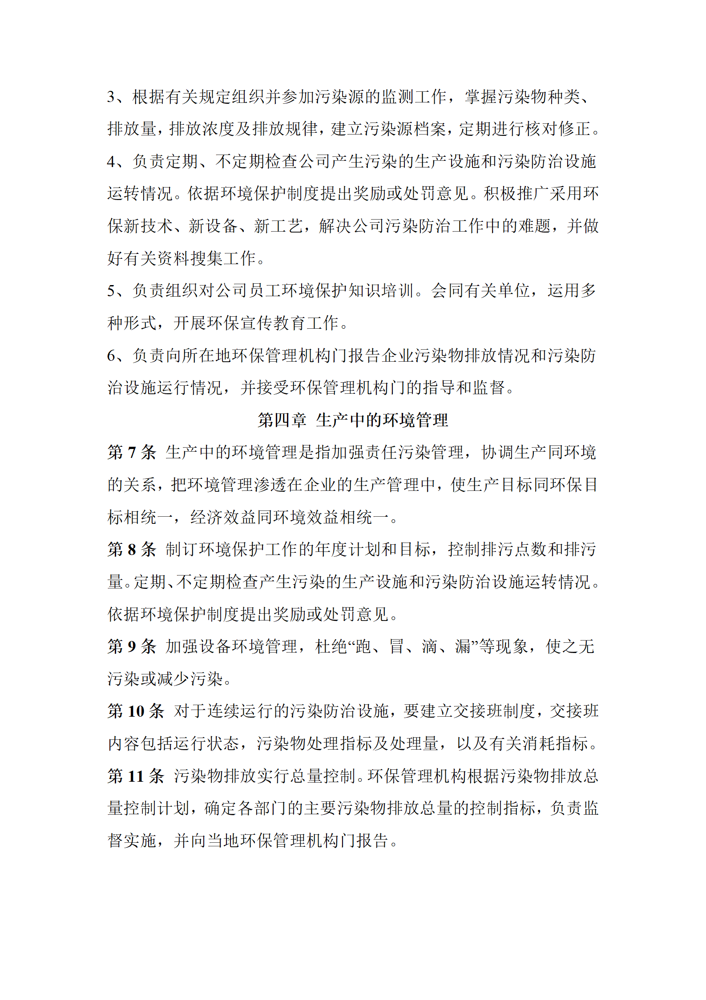 3、根据有关规定组织并参加污染源的监测工作，掌握污染物种类、
排放量，排放浓度及排放规律，建立污染源档案，定期进行核对修正。
4、负责定期、不定期检查公司产生污染的生产设施和污染防治设施
运转情况。依据环境保护制度提出奖励或处罚意见。积极推广采用环
保新技术、新设备、新工艺，解决公司污染防治工作中的难题，并做
好有关资料搜集工作。
5、负责组织对公司员工环境保护知识培训。会同有关单位，运用多
种形式，开展环保宣传教育工作。
6、负责向所在地环保管理机构门报告企业污染物排放情况和污染防
治设施运行情况，并接受环保管理机构门的指导和监督。
第四章 生产中的环境管理
第 7 条 生产中的环境管理是指加强责任污染管理，协调生产同环境
的关系，把环境管理渗透在企业的生产管理中，使生产目标同环保目
标相统一，经济效益同环境效益相统一。
第 8 条 制订环境保护工作的年度计划和目标，控制排污点数和排污
量。定期、不定期检查产生污染的生产设施和污染防治设施运转情况。
依据环境保护制度提出奖励或处罚意见。
第 9 条 加强设备环境管理，杜绝“跑、冒、滴、漏”等现象，使之无
污染或减少污染。
第 10 条 对于连续运行的污染防治设施，要建立交接班制度，交接班
内容包括运行状态，污染物处理指标及处理量，以及有关消耗指标。
第 11 条 污染物排放实行总量控制。环保管理机构根据污染物排放总
量控制计划，确定各部门的主要污染物排放总量的控制指标，负责监
督实施，并向当地环保管理机构门报告。